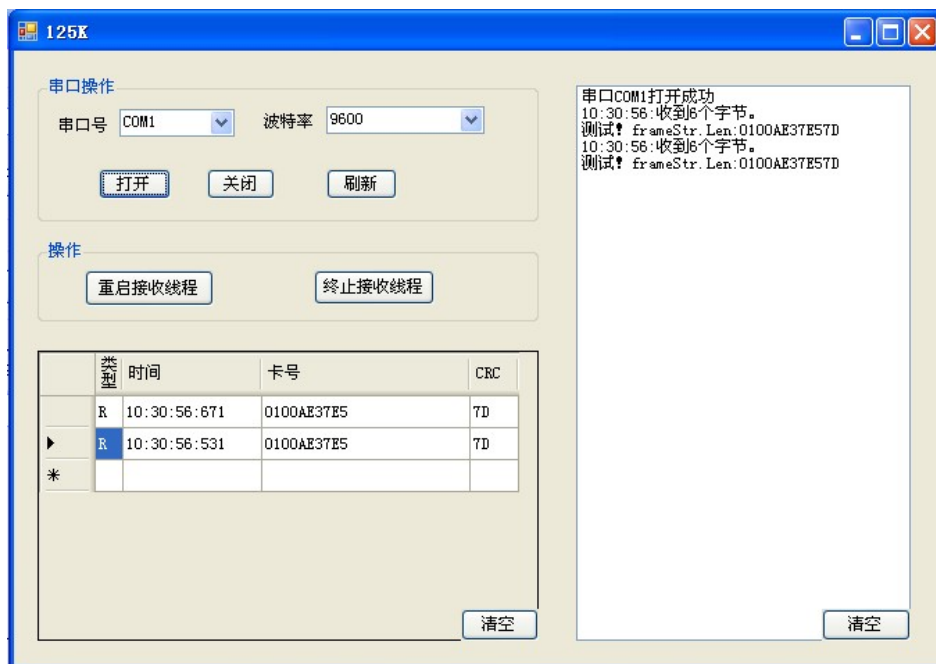 125K
串口操作
串口号 COM1 波特率 9600
打开 关闭 刷新
操作
重启接收线程 终止接收线程
类型 时间 卡号 CRC
R 10:30:56:671 0100AE37E5 7D
R 10:30:56:531 0100AE37E5 7D
清空
串口COM1打开成功
10:30:56:收到6个字节。
测试! frameStr.Len:0100AE37E57D
10:30:56:收到6个字节。
测试! frameStr.Len:0100AE37E57D
清空